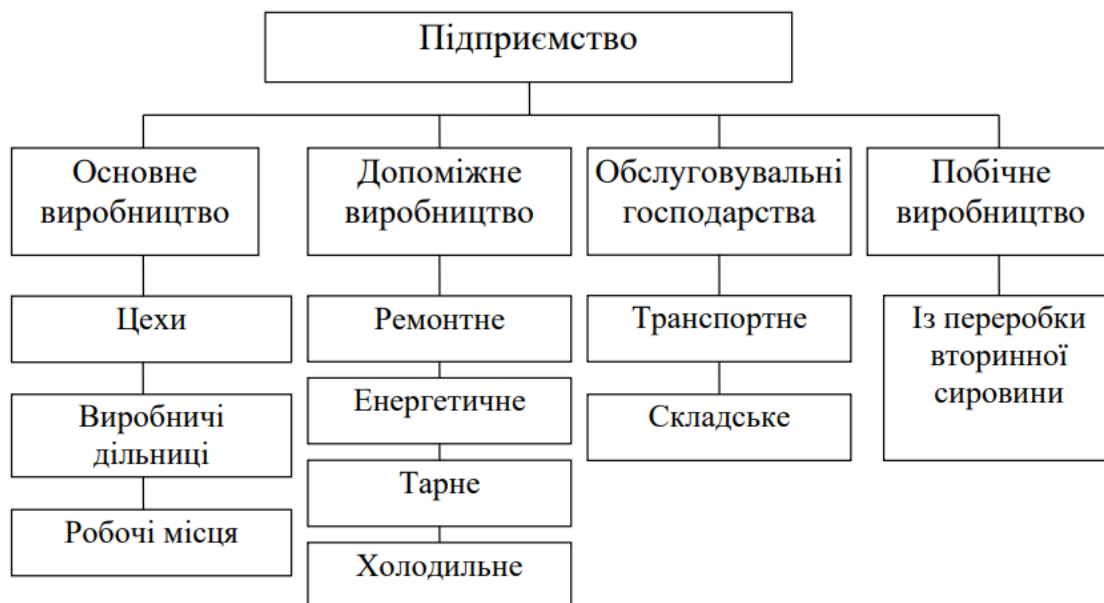 Підприємство
Основне
виробництво
Допоміжне
виробництво
Обслуговувальні
господарства
Побічне
виробництво
Цехи
Ремонтне
Транспортне
Із переробки
вторинної
сировини
Енергетичне
Виробничі
дільниці
Складське
Тарне
Робочі місця
Холодильне